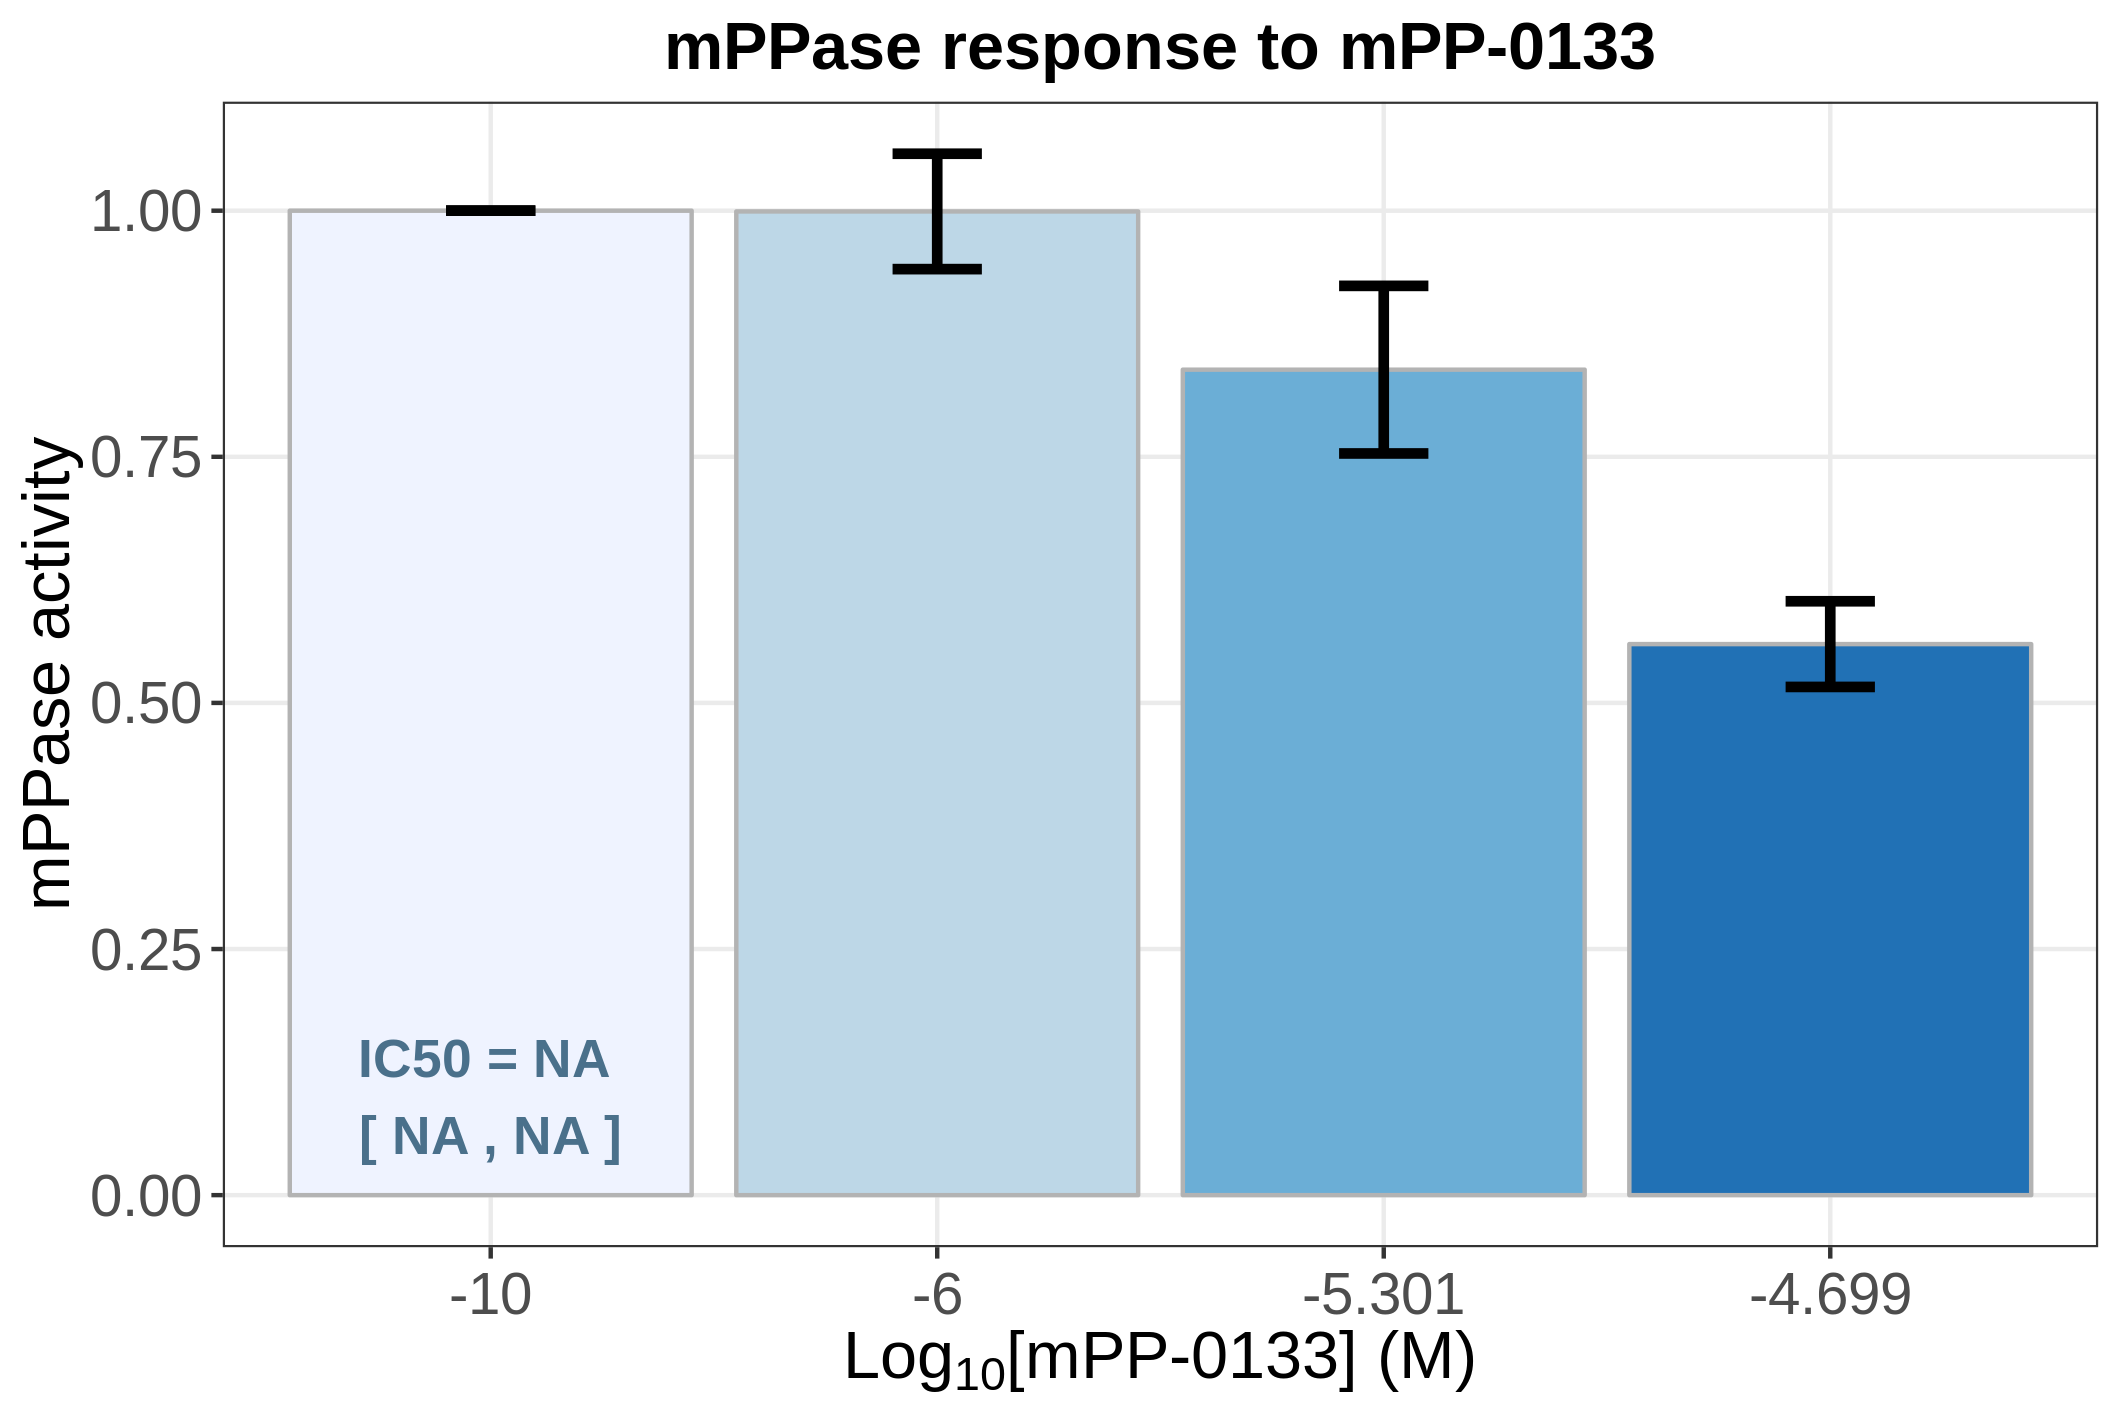 mPPase response to mPP-0133
mPPase activity
1.00
0.75
0.50
0.25
0.00
IC50 = NA
[ NA , NA ]
-10
-6
-5.301
-4.699
Log10[mPP-0133] (M)